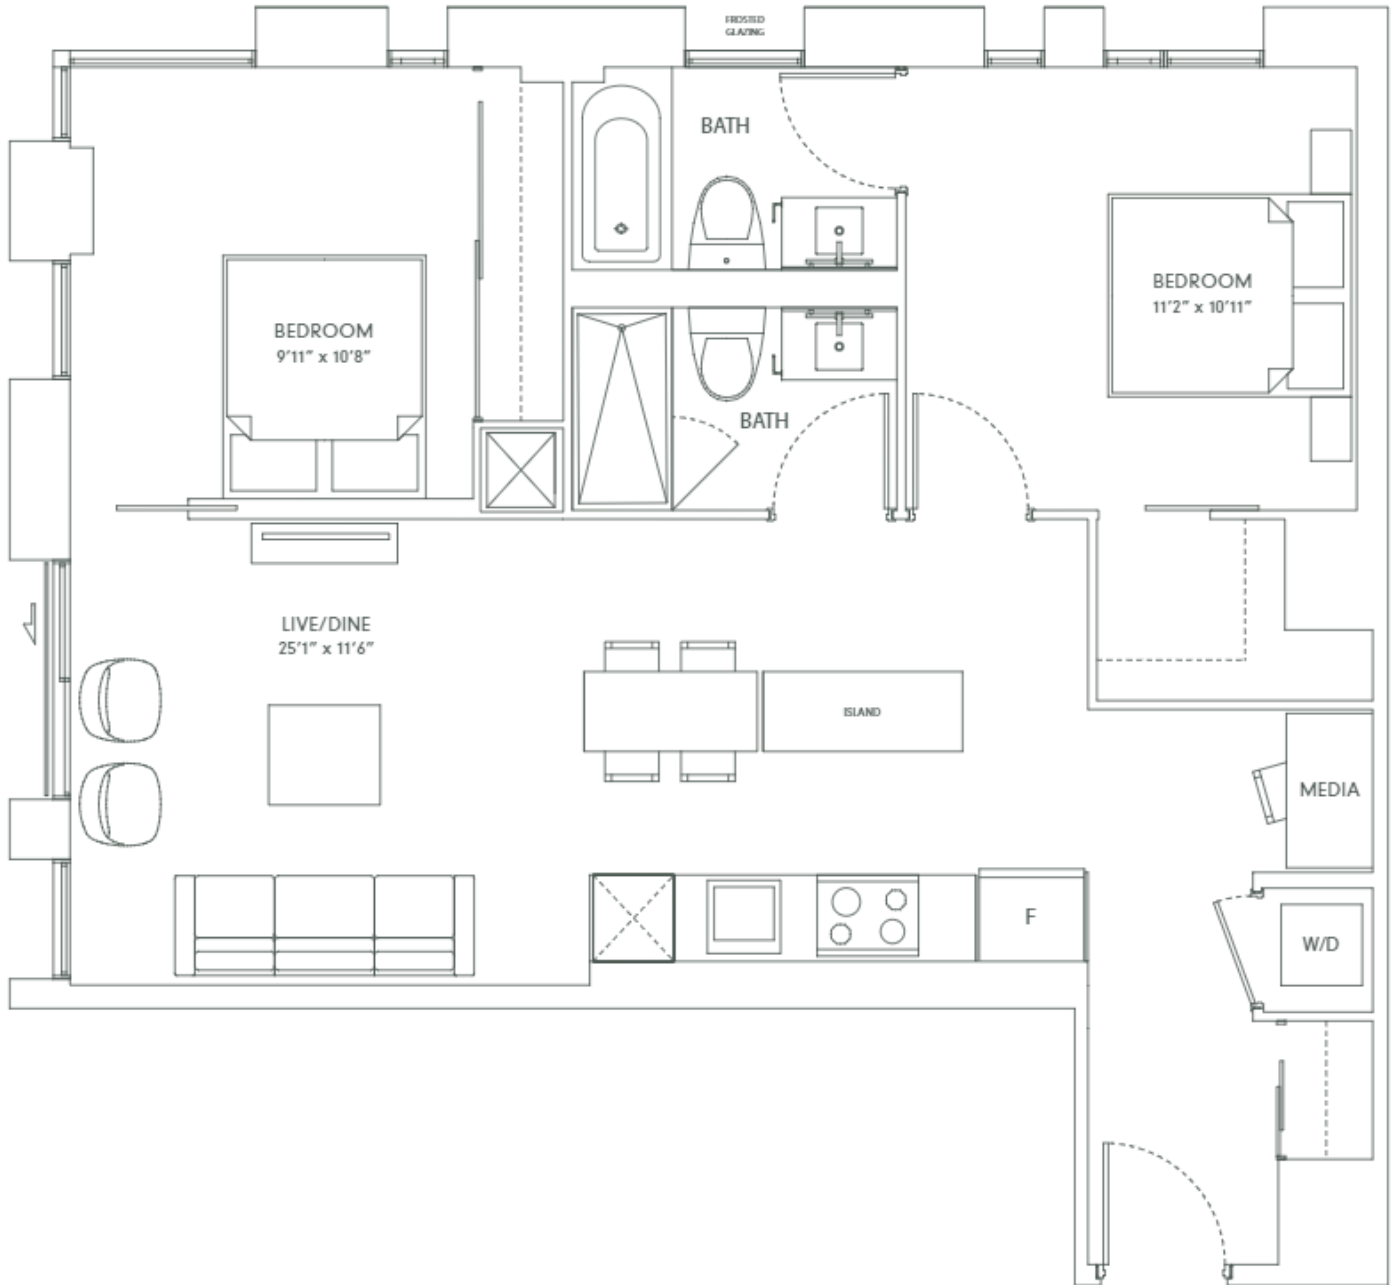 FROSTED
GLAZING
BATH
BEDROOM
11'2" x 10'11"
BEDROOM
9'11" x 10'8"
BATH
LIVE/DINE
25'1" x 11'6"
ISLAND
MEDIA
F
W/D